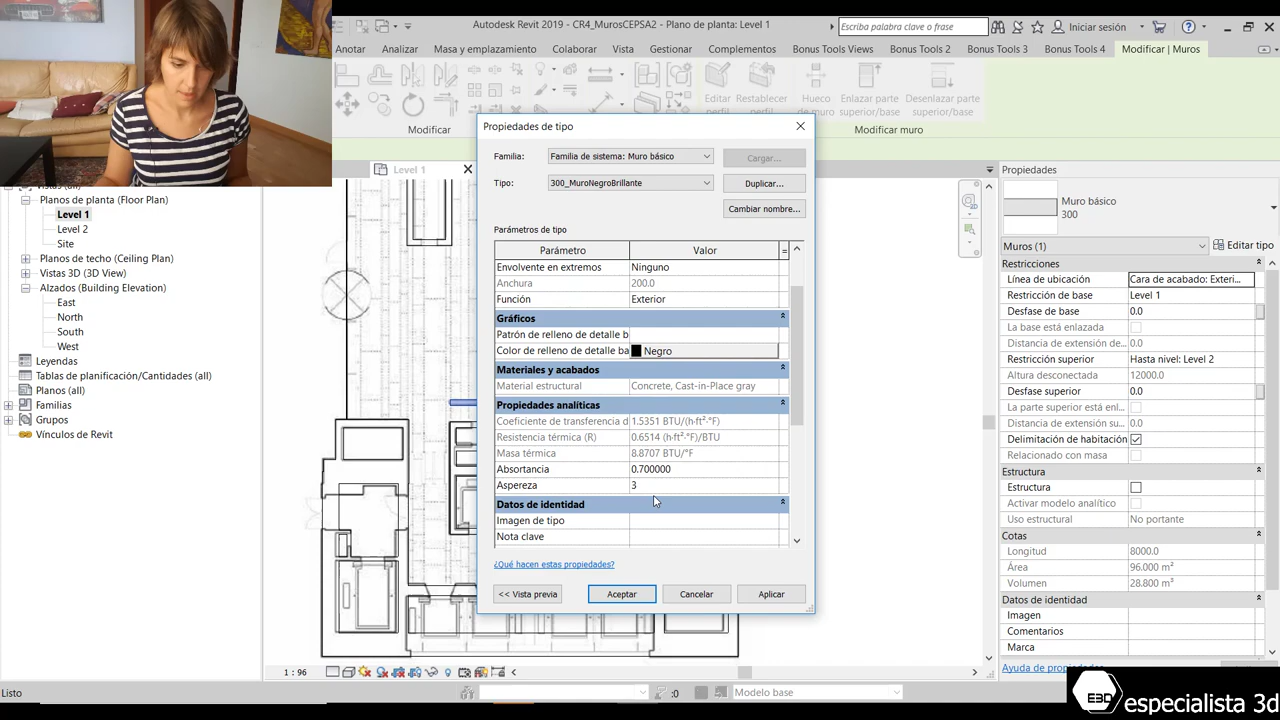 Autodesk Revit 2019 - CR4_MurosCEPSA2 - Plano de planta: Level 1
Escriba palabra clave o frase
Iniciar sesión
Anotar Analizar Masa y emplazamiento Colaborar Vista Gestionar Complementos Bonus Tools Views Bonus Tools 2 Bonus Tools 3 Bonus Tools 4 Modificar | Muros
Editar perfil
Restablecer perfil
Hueco de muro
Enlazar parte superior/base
Desenlazar parte superior/base
Modificar
Modificar muro
Vistas (all)
Planos de planta (Floor Plan)
Level 1
Level 2
Site
Planos de techo (Ceiling Plan)
Vistas 3D (3D View)
Alzados (Building Elevation)
East
North
South
West
Leyendas
Tablas de planificación/Cantidades (all)
Planos (all)
Familias
Grupos
Vínculos de Revit
Level 1
Propiedades de tipo
Familia: Familia de sistema: Muro básico Cargar...
Tipo: 300_MuroNegroBrillante Duplicar...
Cambiar nombre...
Parámetros de tipo
Parámetro Valor =
Envolvente en extremos Ninguno
Anchura 200.0
Función Exterior
Gráficos
Patrón de relleno de detalle b
Color de relleno de detalle ba Negro
Materiales y acabados
Material estructural Concrete, Cast-in-Place gray
Propiedades analíticas
Coeficiente de transferencia d 1.5351 BTU/(h·ft²·°F)
Resistencia térmica (R) 0.6514 (h·ft²·°F)/BTU
Masa térmica 8.8707 BTU/°F
Absortancia 0.700000
Aspereza 3
Datos de identidad
Imagen de tipo
Nota clave
¿Qué hacen estas propiedades?
<< Vista previa Aceptar Cancelar Aplicar
Propiedades
Muro básico
300
Muros (1) Editar tipo
Restricciones
Línea de ubicación Cara de acabado: Exteri...
Restricción de base Level 1
Desfase de base 0.0
La base está enlazada
Distancia de extensión de...
Restricción superior Hasta nivel: Level 2
Altura desconectada 12000.0
Desfase superior 0.0
La parte superior está enl...
Distancia de extensión su... 0.0
Delimitación de habitación
Relacionado con masa
Estructura
Estructura
Activar modelo analítico
Uso estructural No portante
Cotas
Longitud 8000.0
Área 96.000 m²
Volumen 28.800 m³
Datos de identidad
Imagen
Comentarios
Marca
Ayuda de propiedades
1 : 96
Listo
:0
Modelo base
E3D
especialista 3d